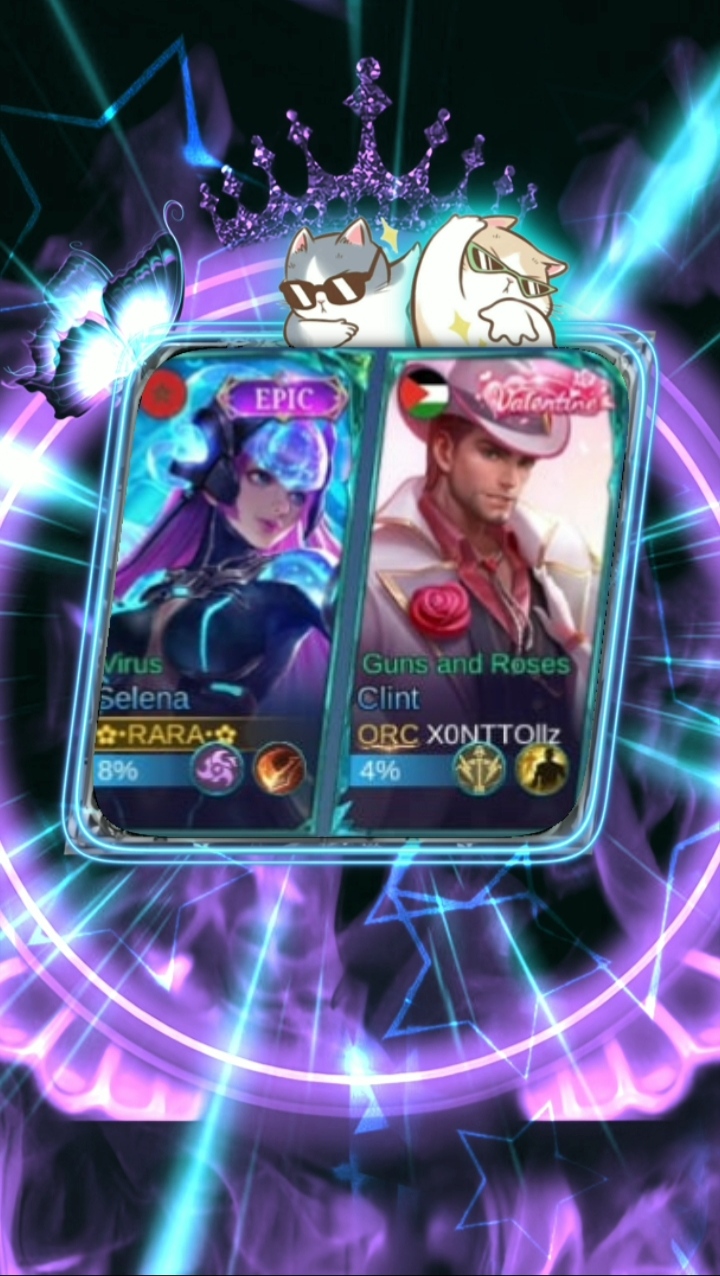 EPIC
Valentine
Virus
Selena
✿•RARA•✿
8%
Guns and Roses
Clint
ORC X0NTTOllz
4%